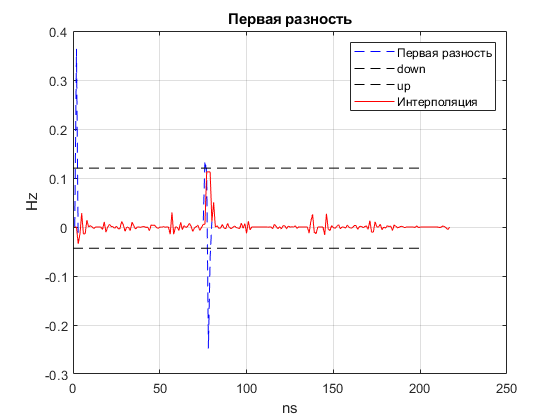 Первая разность
0.4
0.3
0.2
0.1
0
-0.1
-0.2
-0.3
Hz
Первая разность
down
up
Интерполяция
0 50 100 150 200 250
ns